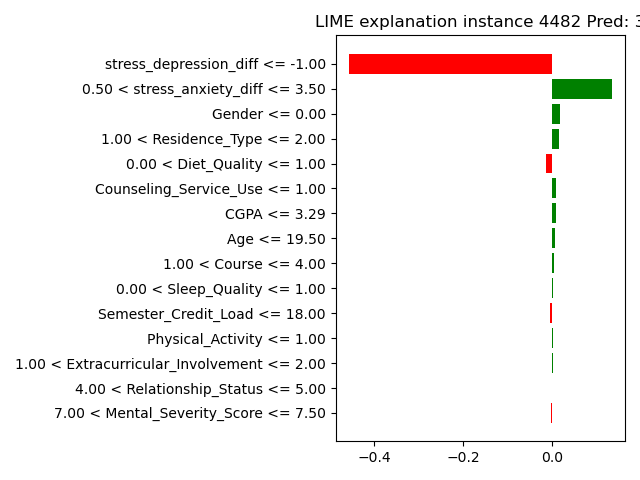 LIME explanation instance 4482 Pred: 3
stress_depression_diff <= -1.00
0.50 < stress_anxiety_diff <= 3.50
Gender <= 0.00
1.00 < Residence_Type <= 2.00
0.00 < Diet_Quality <= 1.00
Counseling_Service_Use <= 1.00
CGPA <= 3.29
Age <= 19.50
1.00 < Course <= 4.00
0.00 < Sleep_Quality <= 1.00
Semester_Credit_Load <= 18.00
Physical_Activity <= 1.00
1.00 < Extracurricular_Involvement <= 2.00
4.00 < Relationship_Status <= 5.00
7.00 < Mental_Severity_Score <= 7.50
−0.4 −0.2 0.0